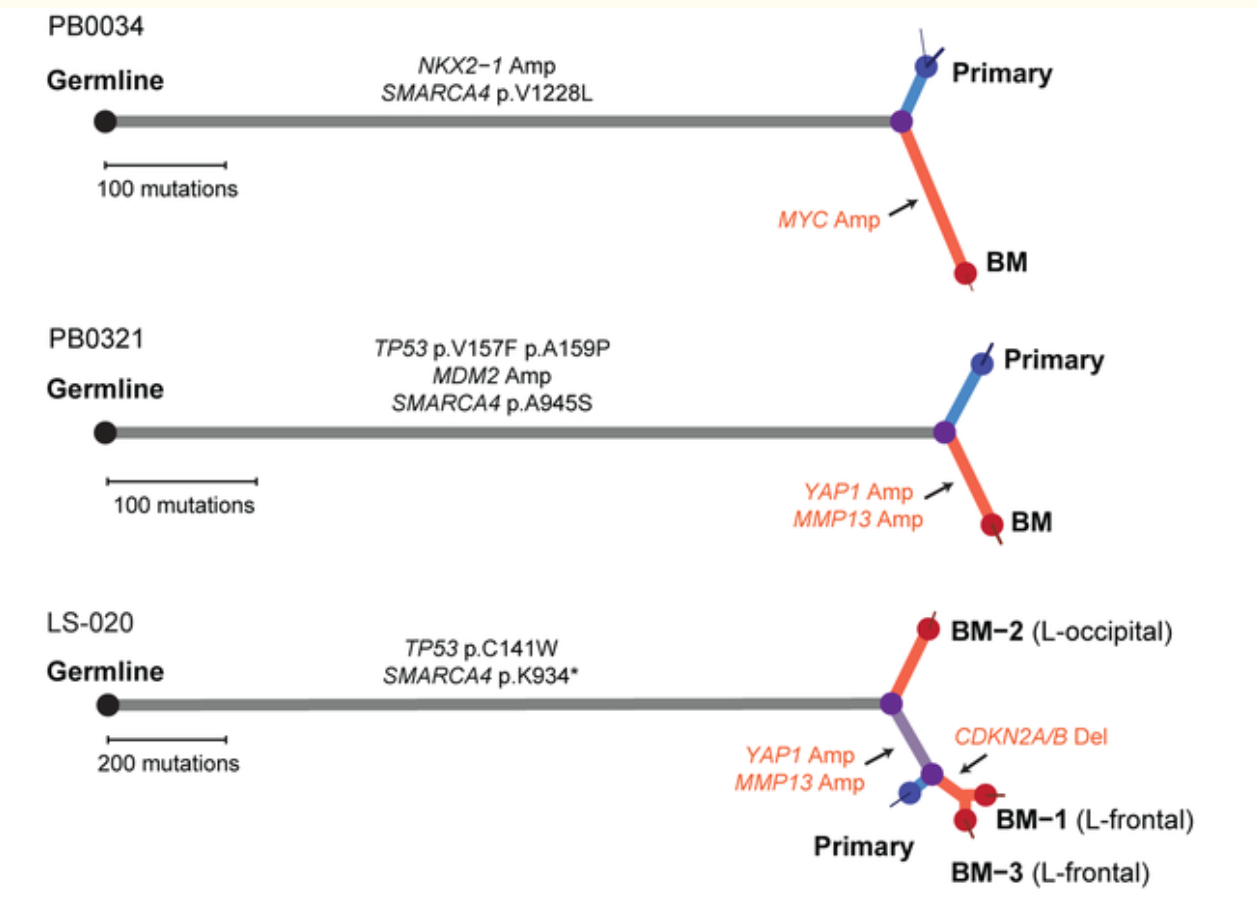 PB0034
Germline
NKX2−1 Amp
SMARCA4 p.V1228L
Primary
100 mutations
MYC Amp
BM
PB0321
Germline
TP53 p.V157F p.A159P
MDM2 Amp
SMARCA4 p.A945S
Primary
100 mutations
YAP1 Amp
MMP13 Amp
BM
LS-020
Germline
TP53 p.C141W
SMARCA4 p.K934*
BM−2 (L-occipital)
200 mutations
YAP1 Amp
MMP13 Amp
CDKN2A/B Del
BM−1 (L-frontal)
Primary
BM−3 (L-frontal)